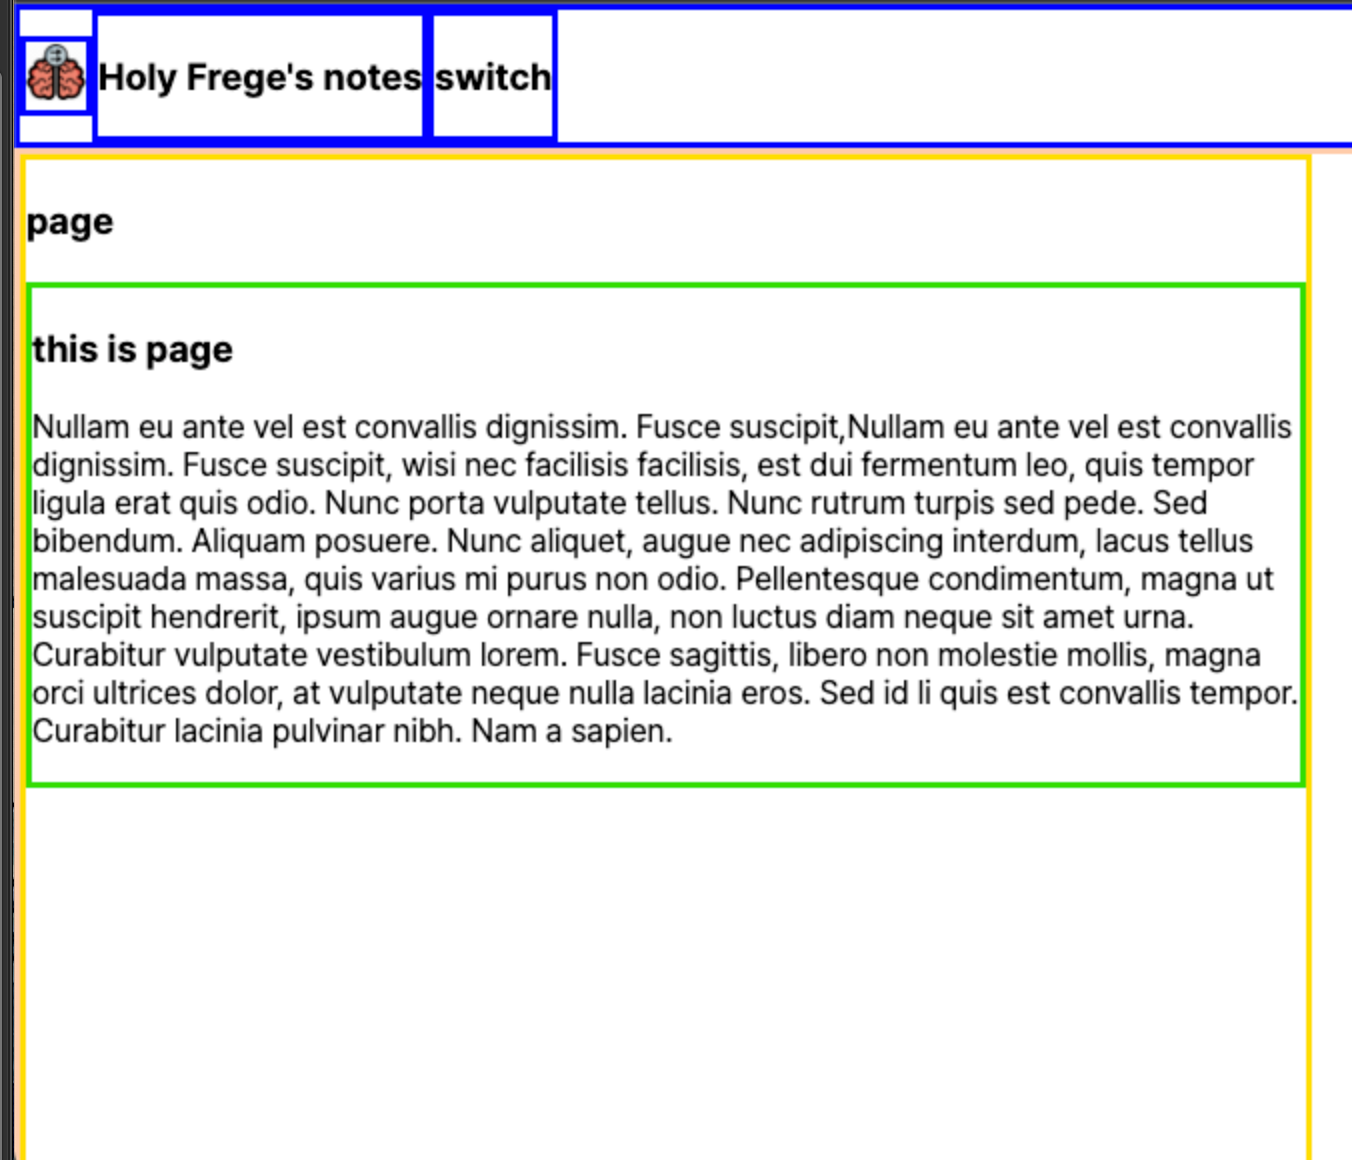 Holy Frege's notes switch
page
this is page
Nullam eu ante vel est convallis dignissim. Fusce suscipit,Nullam eu ante vel est convallis
dignissim. Fusce suscipit, wisi nec facilisis facilisis, est dui fermentum leo, quis tempor
ligula erat quis odio. Nunc porta vulputate tellus. Nunc rutrum turpis sed pede. Sed
bibendum. Aliquam posuere. Nunc aliquet, augue nec adipiscing interdum, lacus tellus
malesuada massa, quis varius mi purus non odio. Pellentesque condimentum, magna ut
suscipit hendrerit, ipsum augue ornare nulla, non luctus diam neque sit amet urna.
Curabitur vulputate vestibulum lorem. Fusce sagittis, libero non molestie mollis, magna
orci ultrices dolor, at vulputate neque nulla lacinia eros. Sed id li quis est convallis tempor.
Curabitur lacinia pulvinar nibh. Nam a sapien.